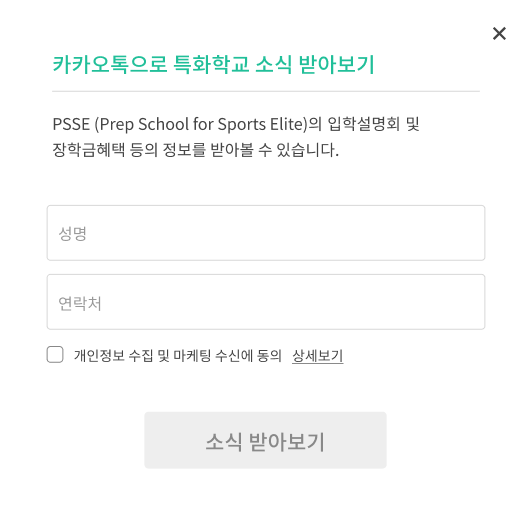 카카오톡으로 특화학교 소식 받아보기
PSSE (Prep School for Sports Elite)의 입학설명회 및
장학금혜택 등의 정보를 받아볼 수 있습니다.
성명
연락처
개인정보 수집 및 마케팅 수신에 동의 상세보기
소식 받아보기